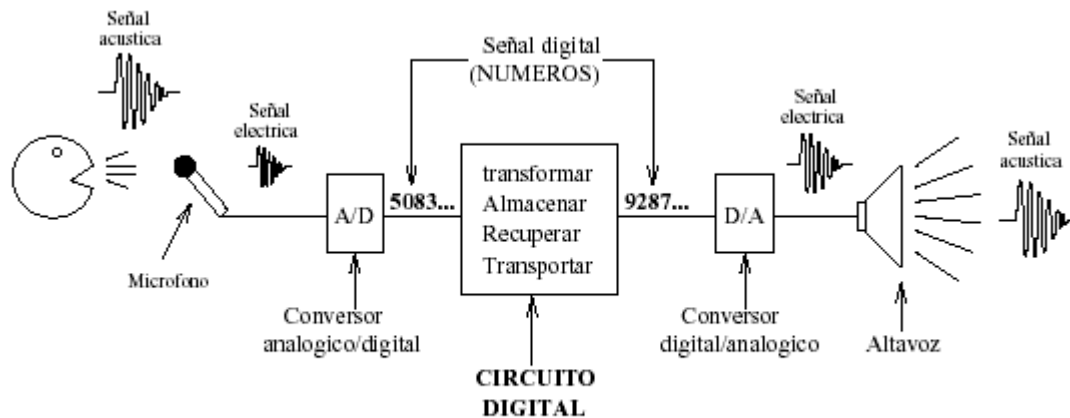 Señal
acustica
Señal
electrica
Microfono
A/D
Conversor
analogico/digital
5083...
Señal digital
(NUMEROS)
transformar
Almacenar
Recuperar
Transportar
CIRCUITO
DIGITAL
9287...
D/A
Conversor
digital/analogico
Señal
electrica
Altavoz
Señal
acustica